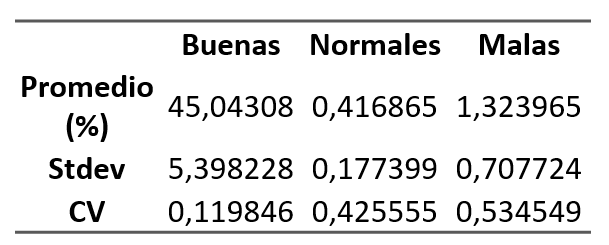 Buenas Normales Malas
Promedio (%) 45,04308 0,416865 1,323965
Stdev 5,398228 0,177399 0,707724
CV 0,119846 0,425555 0,534549